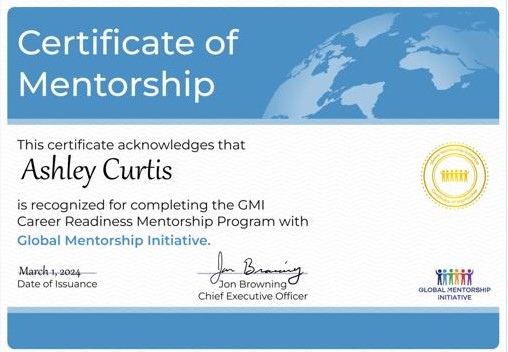 Certificate of
Mentorship
This certificate acknowledges that
Ashley Curtis
is recognized for completing the GMI
Career Readiness Mentorship Program with
Global Mentorship Initiative.
March 1, 2024
Date of Issuance
Jon Browning
Jon Browning
Chief Executive Officer
GLOBAL MENTORSHIP
INITIATIVE